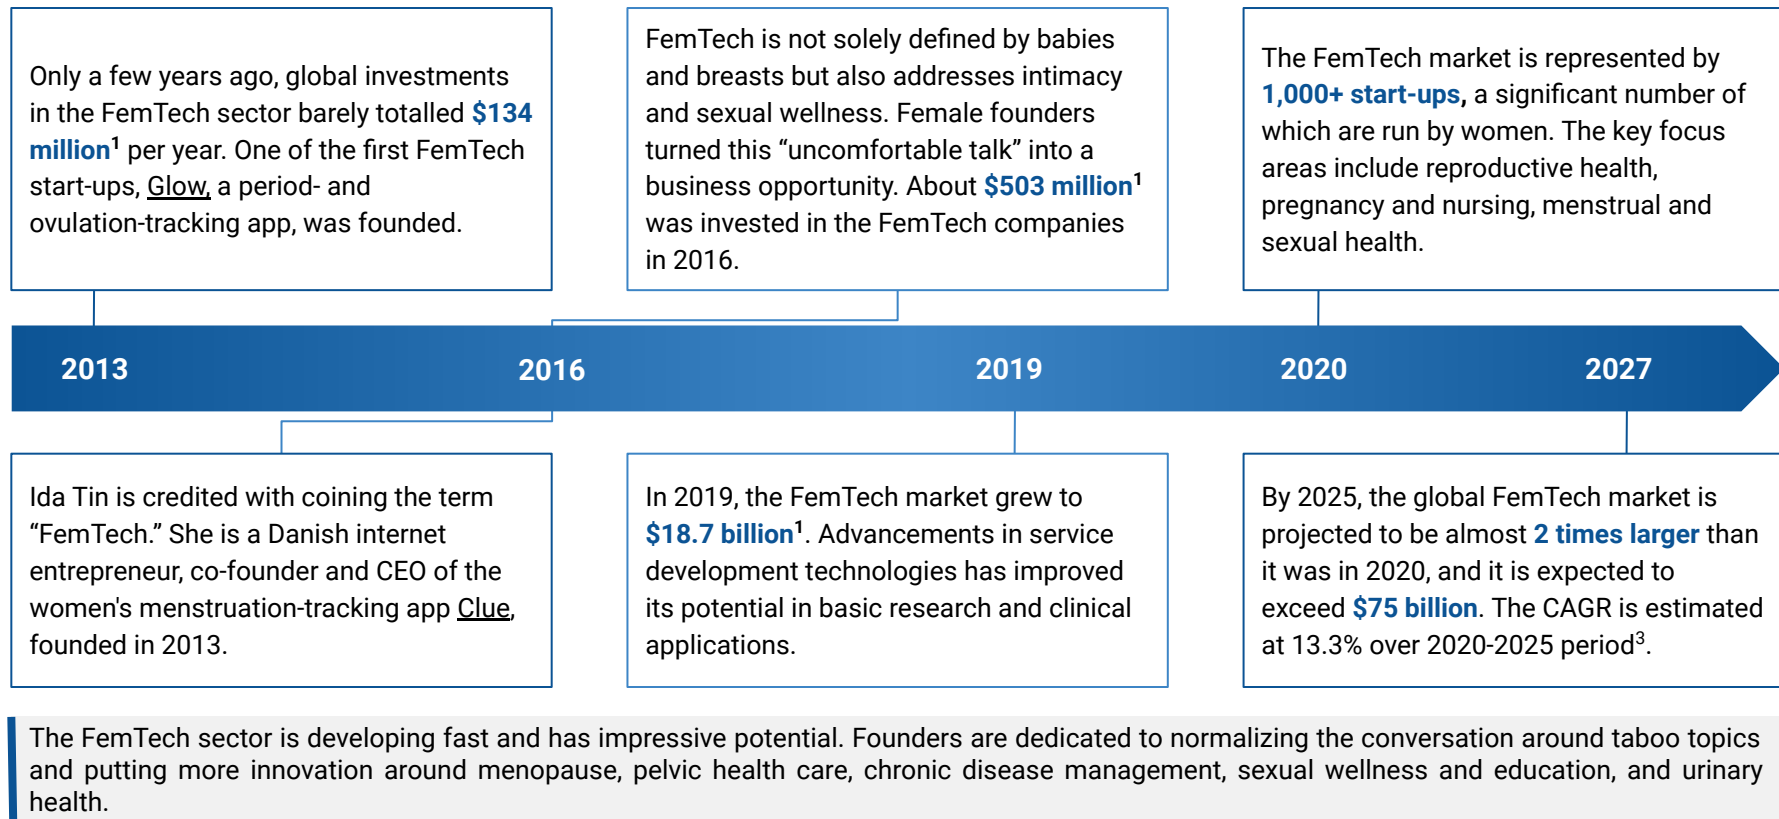 Only a few years ago, global investments
in the FemTech sector barely totalled $134
million¹ per year. One of the first FemTech
start-ups, Glow, a period- and
ovulation-tracking app, was founded.
FemTech is not solely defined by babies
and breasts but also addresses intimacy
and sexual wellness. Female founders
turned this “uncomfortable talk” into a
business opportunity. About $503 million¹
was invested in the FemTech companies
in 2016.
The FemTech market is represented by
1,000+ start-ups, a significant number of
which are run by women. The key focus
areas include reproductive health,
pregnancy and nursing, menstrual and
sexual health.
2013
2016
2019
2020
2027
Ida Tin is credited with coining the term
“FemTech.” She is a Danish internet
entrepreneur, co-founder and CEO of the
women's menstruation-tracking app Clue,
founded in 2013.
In 2019, the FemTech market grew to
$18.7 billion¹. Advancements in service
development technologies has improved
its potential in basic research and clinical
applications.
By 2025, the global FemTech market is
projected to be almost 2 times larger than
it was in 2020, and it is expected to
exceed $75 billion. The CAGR is estimated
at 13.3% over 2020-2025 period³.
The FemTech sector is developing fast and has impressive potential. Founders are dedicated to normalizing the conversation around taboo topics
and putting more innovation around menopause, pelvic health care, chronic disease management, sexual wellness and education, and urinary
health.